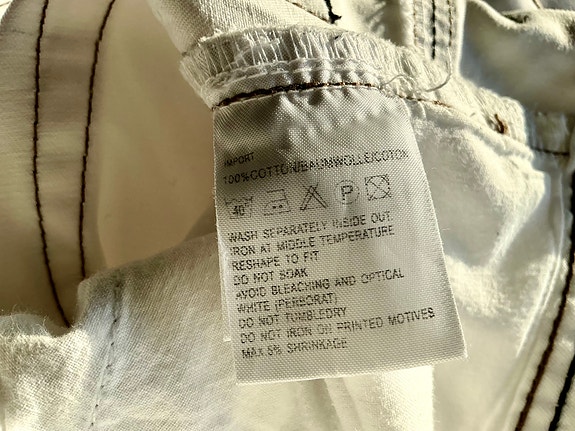 IMPORT
100%COTTON/BAUMWOLLE/COTON
40° P
WASH SEPARATELY INSIDE OUT
IRON AT MIDDLE TEMPERATURE
RESHAPE TO FIT
DO NOT SOAK
AVOID BLEACHING AND OPTICAL
WHITE (PERBORAT)
DO NOT TUMBLEDRY
DO NOT IRON ON PRINTED MOTIVES
MAX.5% SHRINKAGE